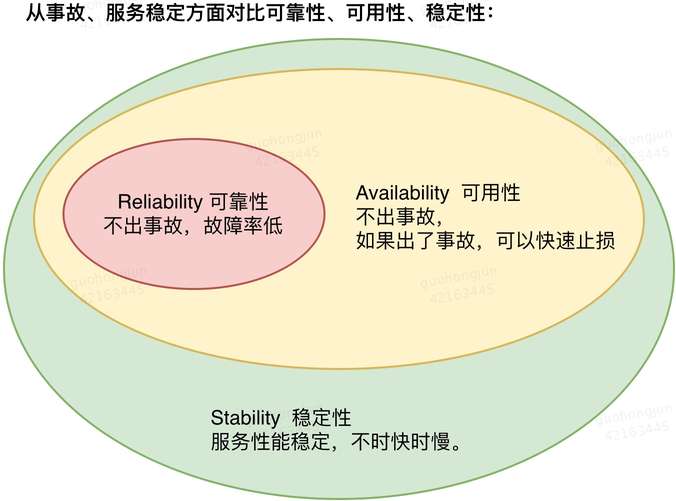 从事故、服务稳定方面对比可靠性、可用性、稳定性：
guohongjun
42163445
guohongjun
42163445
Reliability 可靠性
不出事故，故障率低
Availability 可用性
不出事故，
如果出了事故，可以快速止损
guohongjun
42163445
guohongjun
42163445
Stability 稳定性
服务性能稳定，不时快时慢。
guohongjun
42163445